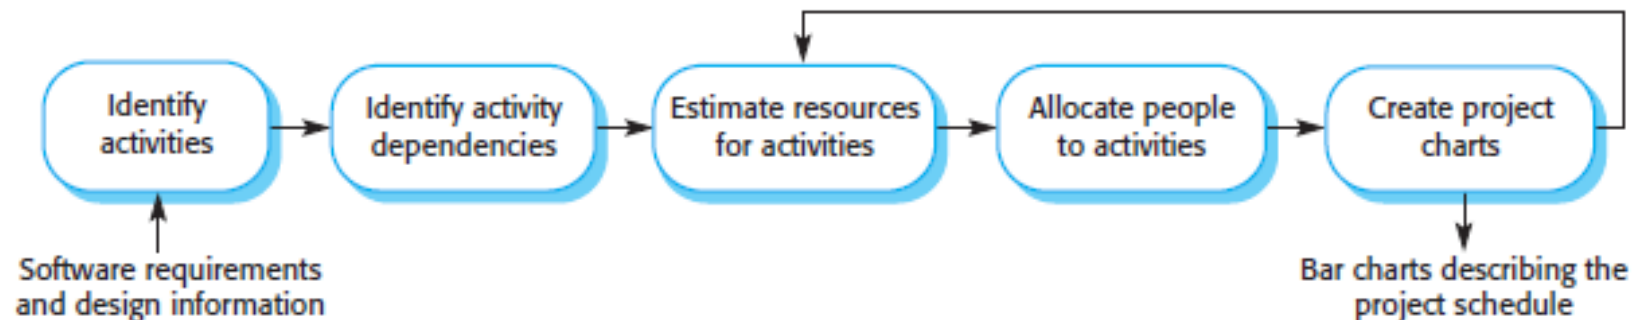 Identify
activities
Identify activity
dependencies
Estimate resources
for activities
Allocate people
to activities
Create project
charts
Software requirements
and design information
Bar charts describing the
project schedule